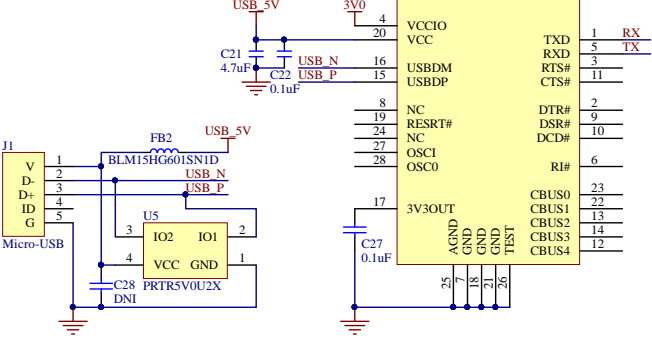 USB_5V
3V0
4 VCCIO
20 VCC
TXD 1 RX
RXD 5 TX
C21
4.7uF
C22
0.1uF
USB_N 16 USBDM
USB_P 15 USBDP
RTS# 3
CTS# 11
8 NC
19 RESRT#
24 NC
27 OSCI
28 OSC0
DTR# 2
DSR# 9
DCD# 10
RI# 6
17 3V3OUT
CBUS0 23
CBUS1 22
CBUS2 13
CBUS3 14
CBUS4 12
C27
0.1uF
AGND
GND
GND
GND
TEST
25
7
18
21
26
J1
FB2
USB_5V
BLM15HG601SN1D
V 1
D- 2 USB_N
D+ 3 USB_P
ID 4
G 5
Micro-USB
U5
3 IO2 IO1 2
4 VCC GND 1
C28
DNI
PRTR5V0U2X